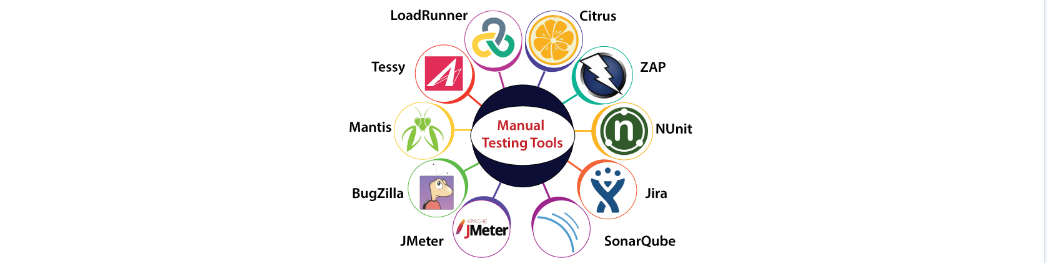 LoadRunner
Citrus
Tessy
ZAP
Mantis
Manual
Testing Tools
NUnit
n
BugZilla
Jira
APACHE
JMeter
JMeter
SonarQube